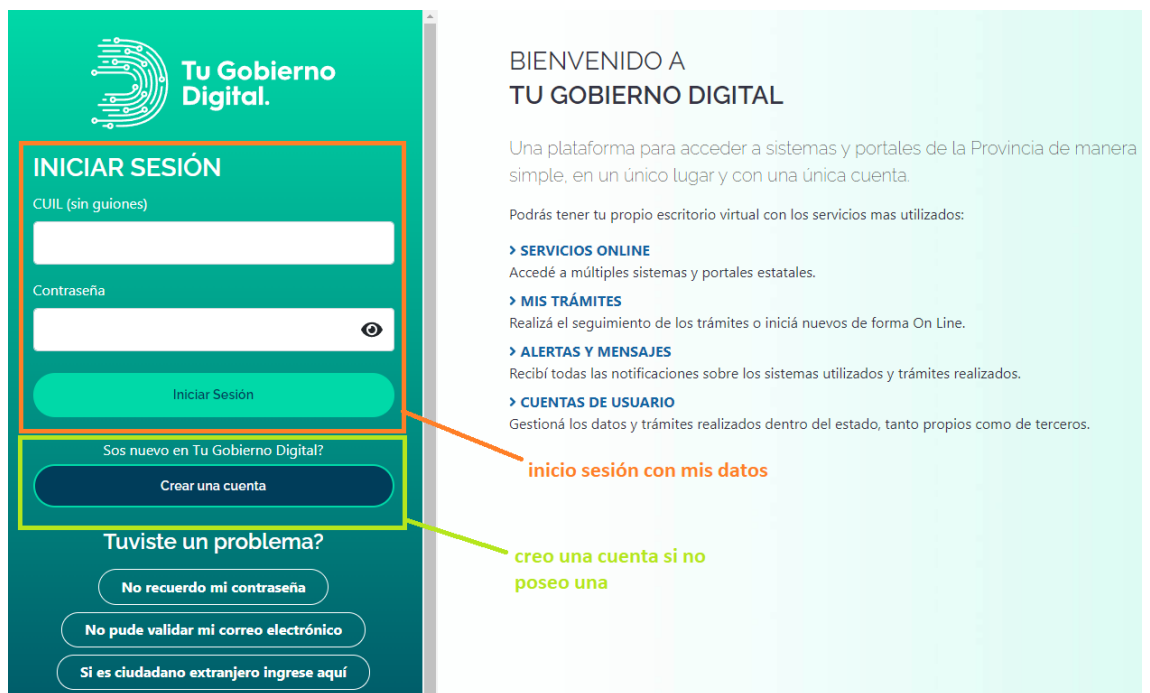 Tu Gobierno
Digital.
INICIAR SESIÓN
CUIL (sin guiones)
Contraseña
Iniciar Sesión
Sos nuevo en Tu Gobierno Digital?
Crear una cuenta
Tuviste un problema?
No recuerdo mi contraseña
No pude validar mi correo electrónico
Si es ciudadano extranjero ingrese aquí
BIENVENIDO A
TU GOBIERNO DIGITAL
Una plataforma para acceder a sistemas y portales de la Provincia de manera
simple, en un único lugar y con una única cuenta.
Podrás tener tu propio escritorio virtual con los servicios mas utilizados:
> SERVICIOS ONLINE
Accedé a múltiples sistemas y portales estatales.
> MIS TRÁMITES
Realizá el seguimiento de los trámites o iniciá nuevos de forma On Line.
> ALERTAS Y MENSAJES
Recibí todas las notificaciones sobre los sistemas utilizados y trámites realizados.
> CUENTAS DE USUARIO
Gestioná los datos y trámites realizados dentro del estado, tanto propios como de terceros.
inicio sesión con mis datos
creo una cuenta si no
poseo una